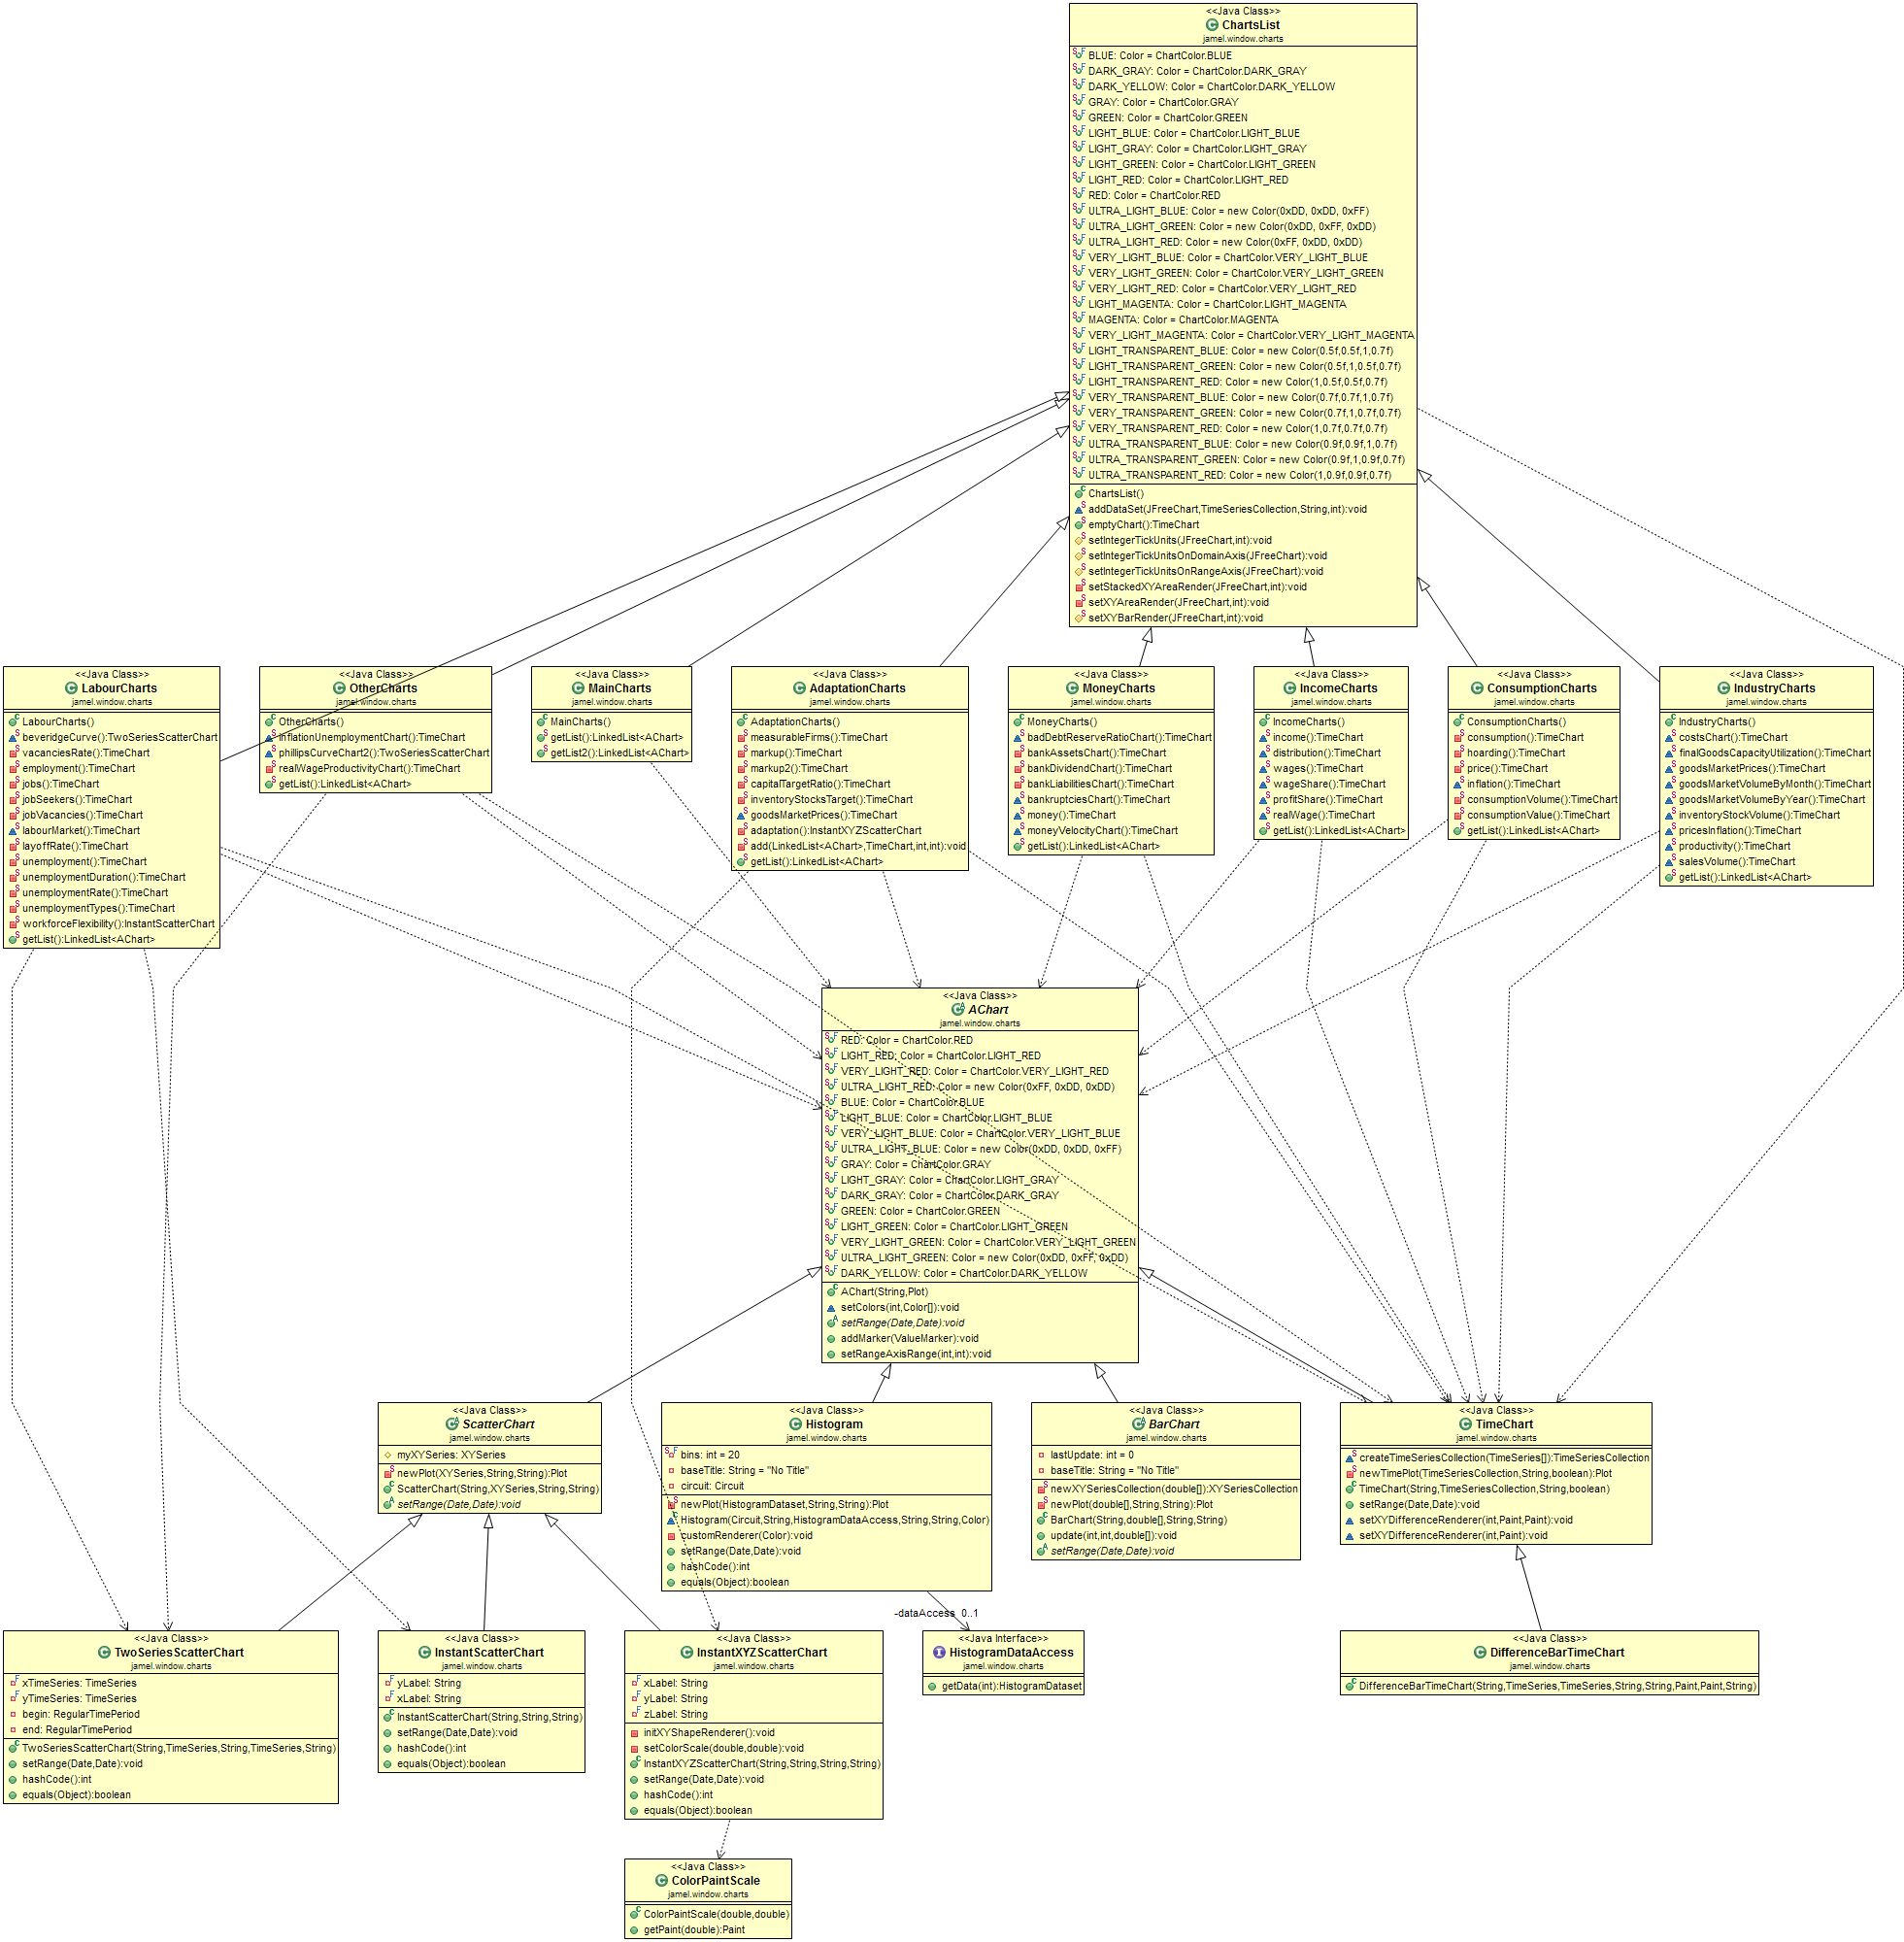 <<Java Class>>
ChartsList
jamel.window.charts
BLUE: Color = ChartColor.BLUE
DARK_GRAY: Color = ChartColor.DARK_GRAY
DARK_YELLOW: Color = ChartColor.DARK_YELLOW
GRAY: Color = ChartColor.GRAY
GREEN: Color = ChartColor.GREEN
LIGHT_BLUE: Color = ChartColor.LIGHT_BLUE
LIGHT_GRAY: Color = ChartColor.LIGHT_GRAY
LIGHT_GREEN: Color = ChartColor.LIGHT_GREEN
LIGHT_RED: Color = ChartColor.LIGHT_RED
RED: Color = ChartColor.RED
ULTRA_LIGHT_BLUE: Color = new Color(0xDD, 0xDD, 0xFF)
ULTRA_LIGHT_GREEN: Color = new Color(0xDD, 0xFF, 0xDD)
ULTRA_LIGHT_RED: Color = new Color(0xFF, 0xDD, 0xDD)
VERY_LIGHT_BLUE: Color = ChartColor.VERY_LIGHT_BLUE
VERY_LIGHT_GREEN: Color = ChartColor.VERY_LIGHT_GREEN
VERY_LIGHT_RED: Color = ChartColor.VERY_LIGHT_RED
LIGHT_MAGENTA: Color = ChartColor.LIGHT_MAGENTA
MAGENTA: Color = ChartColor.MAGENTA
VERY_LIGHT_MAGENTA: Color = ChartColor.VERY_LIGHT_MAGENTA
LIGHT_TRANSPARENT_BLUE: Color = new Color(0.5f,0.5f,1,0.7f)
LIGHT_TRANSPARENT_GREEN: Color = new Color(0.5f,1,0.5f,0.7f)
LIGHT_TRANSPARENT_RED: Color = new Color(1,0.5f,0.5f,0.7f)
VERY_TRANSPARENT_BLUE: Color = new Color(0.7f,0.7f,1,0.7f)
VERY_TRANSPARENT_GREEN: Color = new Color(0.7f,1,0.7f,0.7f)
VERY_TRANSPARENT_RED: Color = new Color(1,0.7f,0.7f,0.7f)
ULTRA_TRANSPARENT_BLUE: Color = new Color(0.9f,0.9f,1,0.7f)
ULTRA_TRANSPARENT_GREEN: Color = new Color(0.9f,1,0.9f,0.7f)
ULTRA_TRANSPARENT_RED: Color = new Color(1,0.9f,0.9f,0.7f)
ChartsList()
addDataSet(JFreeChart,TimeSeriesCollection,String,int):void
emptyChart():TimeChart
setIntegerTickUnits(JFreeChart,int):void
setIntegerTickUnitsOnDomainAxis(JFreeChart):void
setIntegerTickUnitsOnRangeAxis(JFreeChart):void
setStackedXYAreaRender(JFreeChart,int):void
setXYAreaRender(JFreeChart,int):void
setXYBarRender(JFreeChart,int):void
<<Java Class>>
LabourCharts
jamel.window.charts
LabourCharts()
beveridgeCurve():TwoSeriesScatterChart
vacanciesRate():TimeChart
employment():TimeChart
jobs():TimeChart
jobSeekers():TimeChart
jobVacancies():TimeChart
labourMarket():TimeChart
layoffRate():TimeChart
unemployment():TimeChart
unemploymentDuration():TimeChart
unemploymentRate():TimeChart
unemploymentTypes():TimeChart
workforceFlexibility():InstantScatterChart
getList():LinkedList<AChart>
<<Java Class>>
OtherCharts
jamel.window.charts
OtherCharts()
inflationUnemploymentChart():TimeChart
phillipsCurveChart2():TwoSeriesScatterChart
realWageProductivityChart():TimeChart
getList():LinkedList<AChart>
<<Java Class>>
MainCharts
jamel.window.charts
MainCharts()
getList():LinkedList<AChart>
getList2():LinkedList<AChart>
<<Java Class>>
AdaptationCharts
jamel.window.charts
AdaptationCharts()
measurableFirms():TimeChart
markup():TimeChart
markup2():TimeChart
capitalTargetRatio():TimeChart
inventoryStocksTarget():TimeChart
goodsMarketPrices():TimeChart
adaptation():InstantXYZScatterChart
add(LinkedList<AChart>,TimeChart,int,int):void
getList():LinkedList<AChart>
<<Java Class>>
MoneyCharts
jamel.window.charts
MoneyCharts()
badDebtReserveRatioChart():TimeChart
bankAssetsChart():TimeChart
bankDividendChart():TimeChart
bankLiabilitiesChart():TimeChart
bankruptciesChart():TimeChart
money():TimeChart
moneyVelocityChart():TimeChart
getList():LinkedList<AChart>
<<Java Class>>
IncomeCharts
jamel.window.charts
IncomeCharts()
income():TimeChart
distribution():TimeChart
wages():TimeChart
wageShare():TimeChart
profitShare():TimeChart
realWage():TimeChart
getList():LinkedList<AChart>
<<Java Class>>
ConsumptionCharts
jamel.window.charts
ConsumptionCharts()
consumption():TimeChart
hoarding():TimeChart
price():TimeChart
inflation():TimeChart
consumptionVolume():TimeChart
consumptionValue():TimeChart
getList():LinkedList<AChart>
<<Java Class>>
IndustryCharts
jamel.window.charts
IndustryCharts()
costsChart():TimeChart
finalGoodsCapacityUtilization():TimeChart
goodsMarketPrices():TimeChart
goodsMarketVolumeByMonth():TimeChart
goodsMarketVolumeByYear():TimeChart
inventoryStockVolume():TimeChart
pricesInflation():TimeChart
productivity():TimeChart
salesVolume():TimeChart
getList():LinkedList<AChart>
<<Java Class>>
AChart
jamel.window.charts
RED: Color = ChartColor.RED
LIGHT_RED: Color = ChartColor.LIGHT_RED
VERY_LIGHT_RED: Color = ChartColor.VERY_LIGHT_RED
ULTRA_LIGHT_RED: Color = new Color(0xFF, 0xDD, 0xDD)
BLUE: Color = ChartColor.BLUE
LIGHT_BLUE: Color = ChartColor.LIGHT_BLUE
VERY_LIGHT_BLUE: Color = ChartColor.VERY_LIGHT_BLUE
ULTRA_LIGHT_BLUE: Color = new Color(0xDD, 0xDD, 0xFF)
GRAY: Color = ChartColor.GRAY
LIGHT_GRAY: Color = ChartColor.LIGHT_GRAY
DARK_GRAY: Color = ChartColor.DARK_GRAY
GREEN: Color = ChartColor.GREEN
LIGHT_GREEN: Color = ChartColor.LIGHT_GREEN
VERY_LIGHT_GREEN: Color = ChartColor.VERY_LIGHT_GREEN
ULTRA_LIGHT_GREEN: Color = new Color(0xDD, 0xFF, 0xDD)
DARK_YELLOW: Color = ChartColor.DARK_YELLOW
AChart(String,Plot)
setColors(int,Color[]):void
setRange(Date,Date):void
addMarker(ValueMarker):void
setRangeAxisRange(int,int):void
<<Java Class>>
ScatterChart
jamel.window.charts
myXYSeries: XYSeries
newPlot(XYSeries,String,String):Plot
ScatterChart(String,XYSeries,String,String)
setRange(Date,Date):void
<<Java Class>>
Histogram
jamel.window.charts
bins: int = 20
baseTitle: String = "No Title"
circuit: Circuit
newPlot(HistogramDataset,String,String):Plot
Histogram(Circuit,String,HistogramDataAccess,String,String,Color)
customRenderer(Color):void
setRange(Date,Date):void
hashCode():int
equals(Object):boolean
<<Java Class>>
BarChart
jamel.window.charts
lastUpdate: int = 0
baseTitle: String = "No Title"
newXYSeriesCollection(double[]):XYSeriesCollection
newPlot(double[],String,String):Plot
BarChart(String,double[],String,String)
update(int,int,double[]):void
setRange(Date,Date):void
<<Java Class>>
TimeChart
jamel.window.charts
createTimeSeriesCollection(TimeSeries[]):TimeSeriesCollection
newTimePlot(TimeSeriesCollection,String,boolean):Plot
TimeChart(String,TimeSeriesCollection,String,boolean)
setRange(Date,Date):void
setXYDifferenceRenderer(int,Paint,Paint):void
setXYDifferenceRenderer(int,Paint):void
-dataAccess 0..1
<<Java Class>>
TwoSeriesScatterChart
jamel.window.charts
xTimeSeries: TimeSeries
yTimeSeries: TimeSeries
begin: RegularTimePeriod
end: RegularTimePeriod
TwoSeriesScatterChart(String,TimeSeries,String,TimeSeries,String)
setRange(Date,Date):void
hashCode():int
equals(Object):boolean
<<Java Class>>
InstantScatterChart
jamel.window.charts
yLabel: String
xLabel: String
InstantScatterChart(String,String,String)
setRange(Date,Date):void
hashCode():int
equals(Object):boolean
<<Java Class>>
InstantXYZScatterChart
jamel.window.charts
xLabel: String
yLabel: String
zLabel: String
initXYShapeRenderer():void
setColorScale(double,double):void
InstantXYZScatterChart(String,String,String,String)
setRange(Date,Date):void
hashCode():int
equals(Object):boolean
<<Java Interface>>
HistogramDataAccess
jamel.window.charts
getData(int):HistogramDataset
<<Java Class>>
DifferenceBarTimeChart
jamel.window.charts
DifferenceBarTimeChart(String,TimeSeries,TimeSeries,String,String,Paint,Paint,String)
<<Java Class>>
ColorPaintScale
jamel.window.charts
ColorPaintScale(double,double)
getPaint(double):Paint